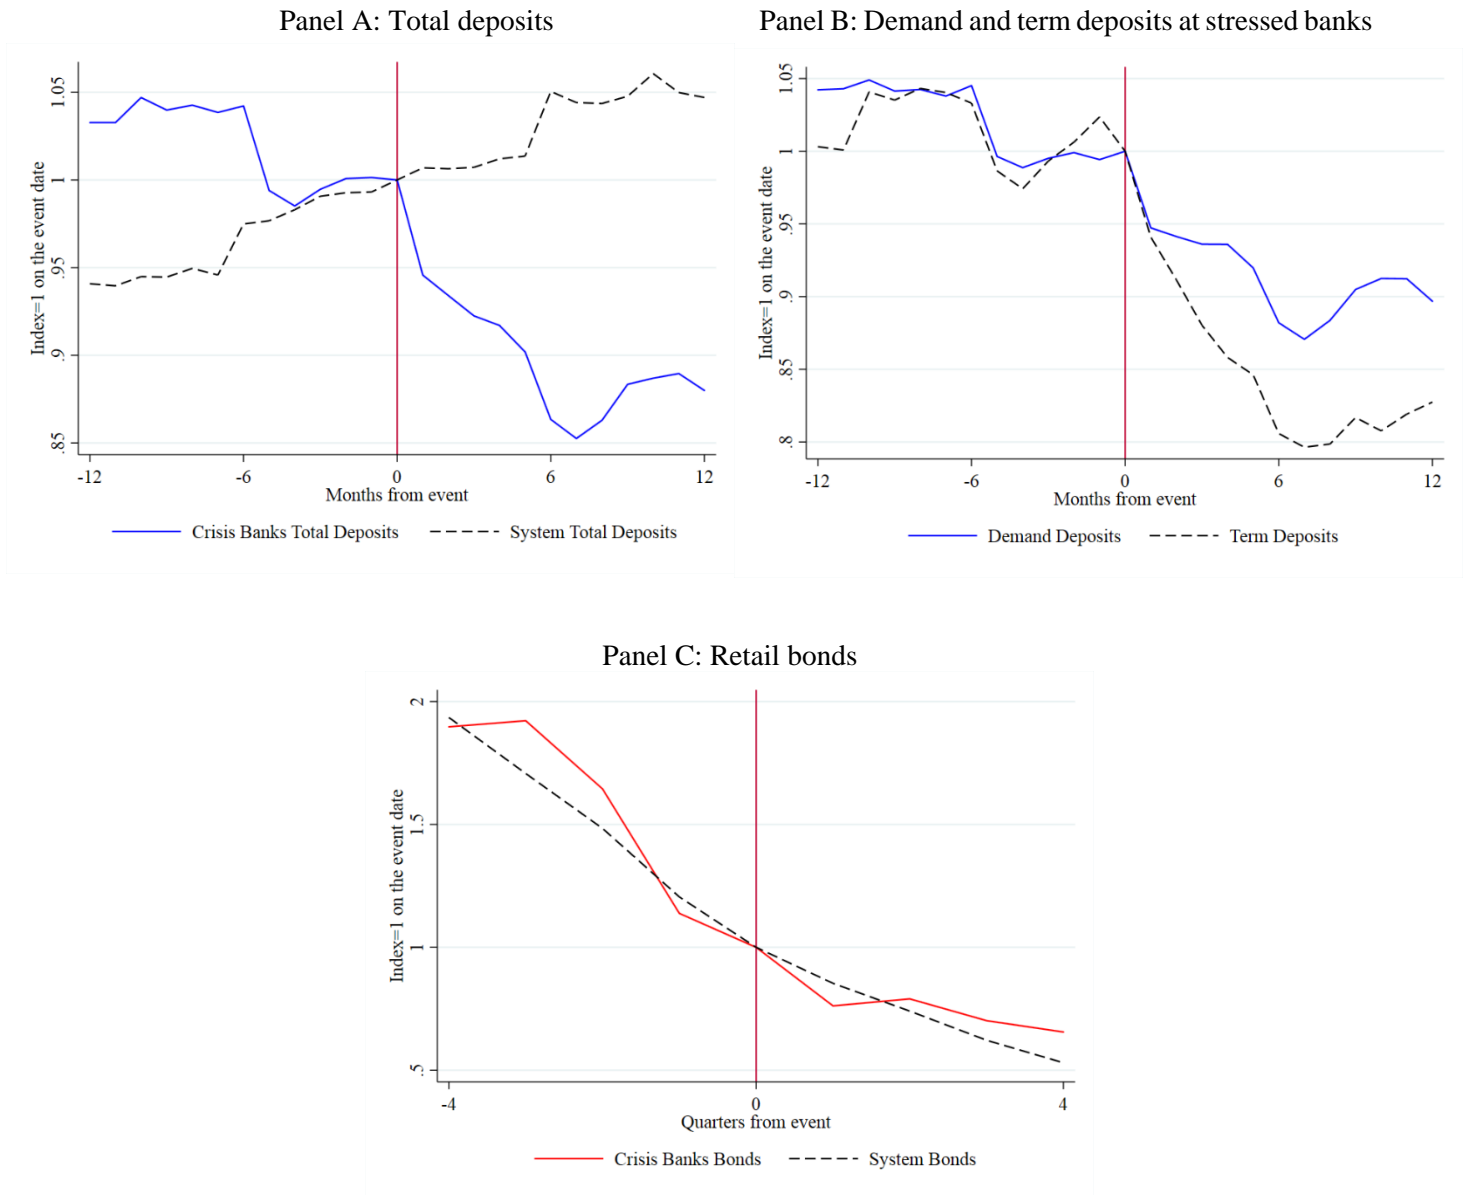 Panel A: Total deposits
Index=1 on the event date
1.05
1
.95
.9
.85
-12 -6 0 6 12
Months from event
Crisis Banks Total Deposits System Total Deposits
Panel B: Demand and term deposits at stressed banks
Index=1 on the event date
1.05
1
.95
.9
.85
.8
-12 -6 0 6 12
Months from event
Demand Deposits Term Deposits
Panel C: Retail bonds
Index=1 on the event date
2
1.5
1
.5
-4 0 4
Quarters from event
Crisis Banks Bonds System Bonds